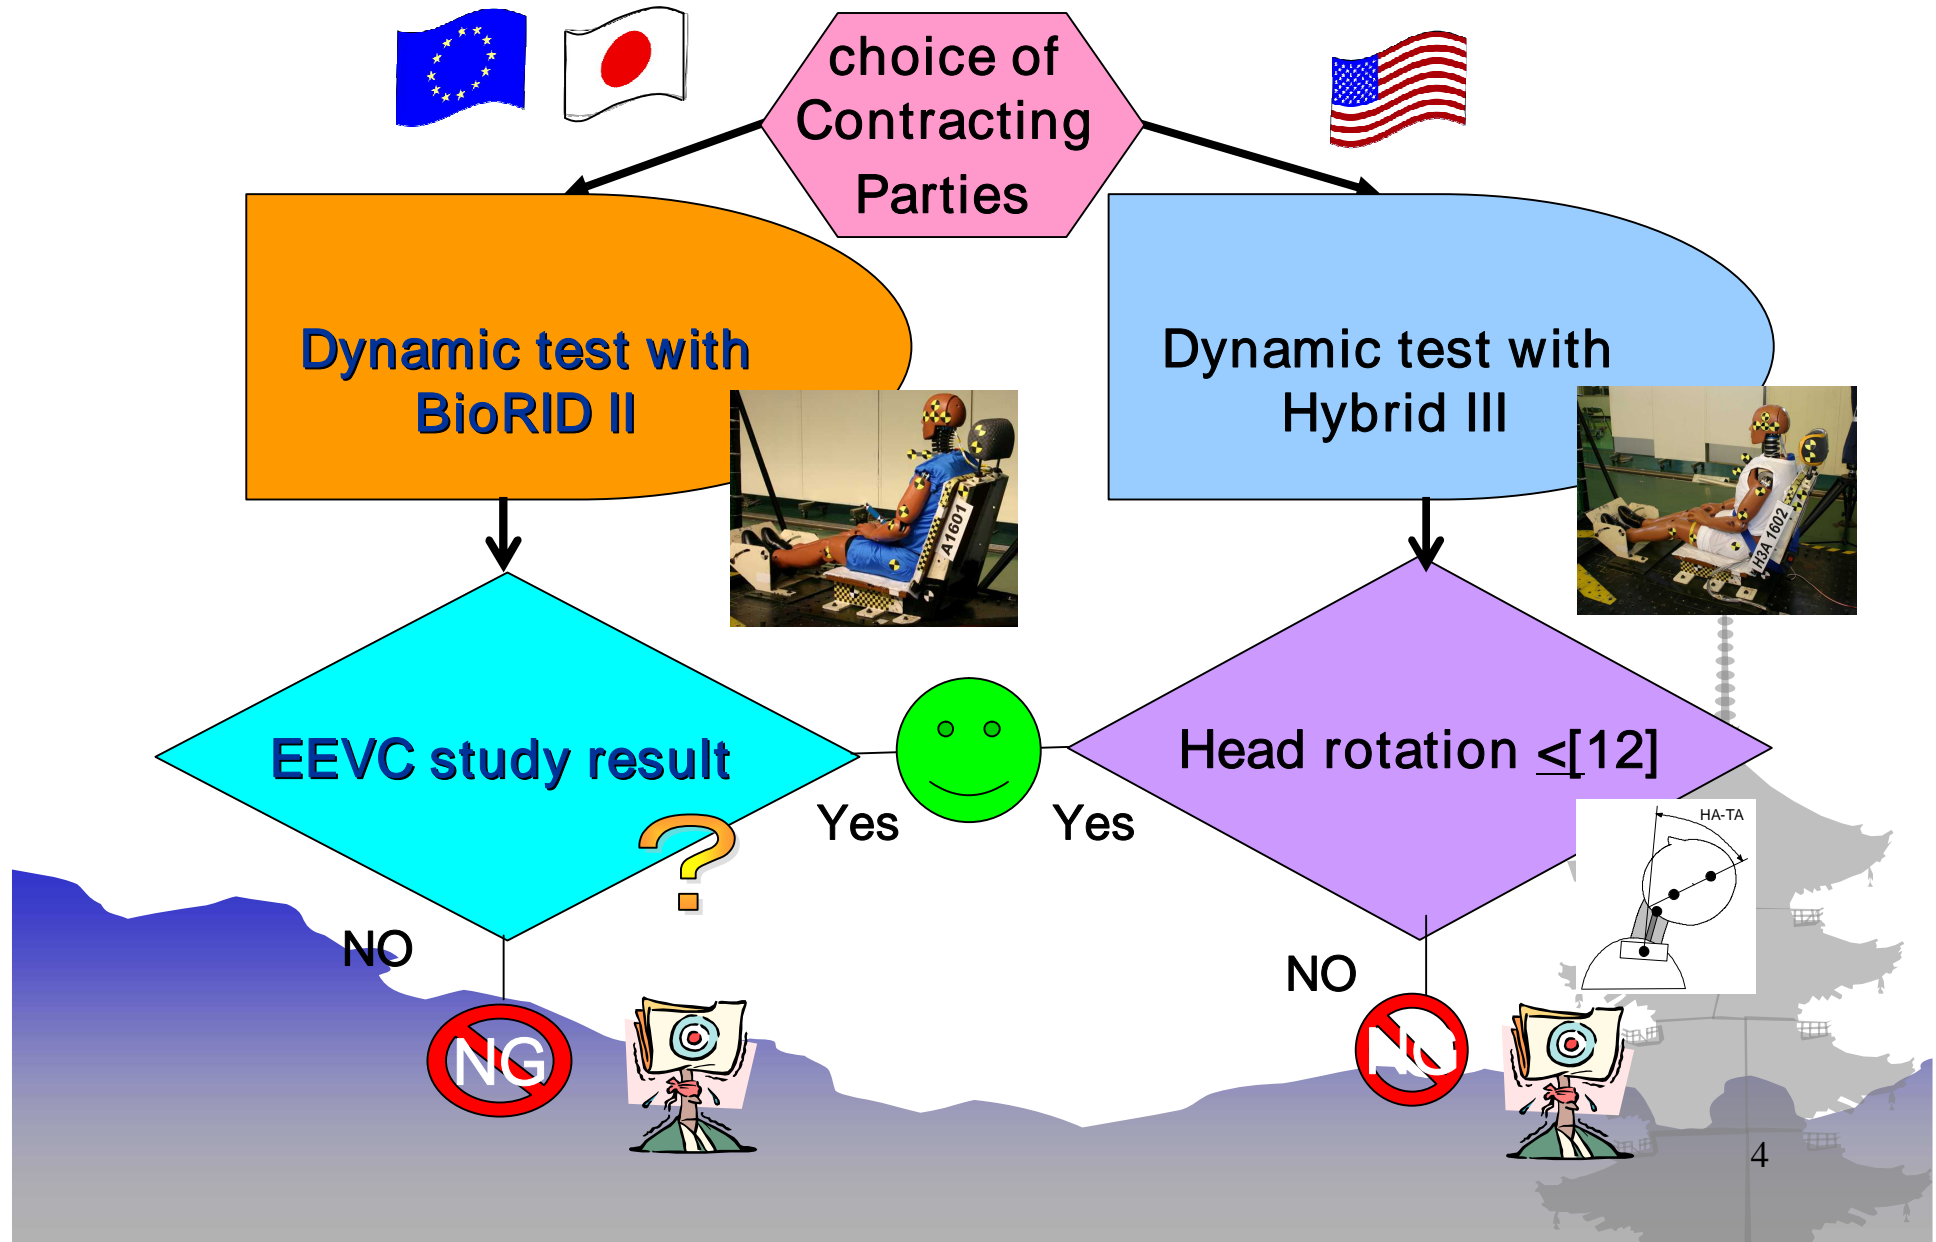 choice of
Contracting
Parties
Dynamic test with
BioRID II
Dynamic test with
Hybrid III
A1601
H3A 1602
EEVC study result
Head rotation <[12]
?
Yes
Yes
HA-TA
NO
NO
NG
NG
4